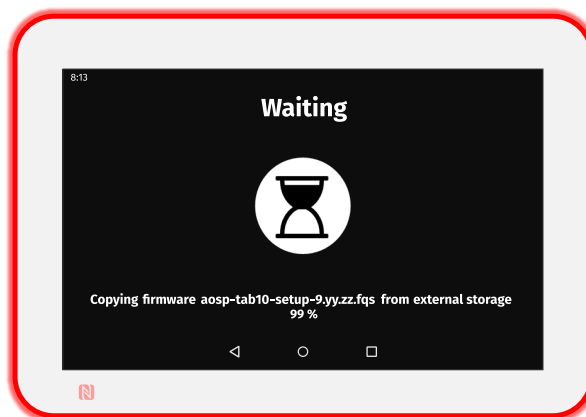 8:13
Waiting
Copying firmware aosp-tab10-setup-9.yy.zz.fqs from external storage
99 %